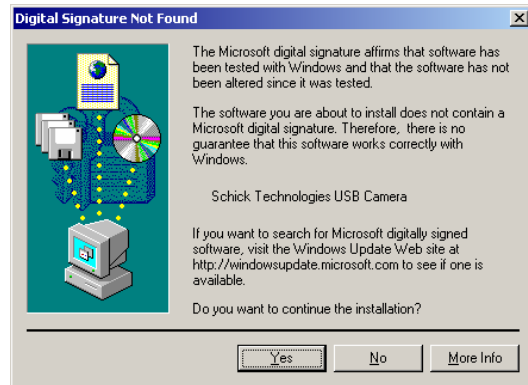 Digital Signature Not Found
The Microsoft digital signature affirms that software has
been tested with Windows and that the software has not
been altered since it was tested.
The software you are about to install does not contain a
Microsoft digital signature. Therefore, there is no
guarantee that this software works correctly with
Windows.
Schick Technologies USB Camera
If you want to search for Microsoft digitally signed
software, visit the Windows Update Web site at
http://windowsupdate.microsoft.com to see if one is
available.
Do you want to continue the installation?
Yes No More Info